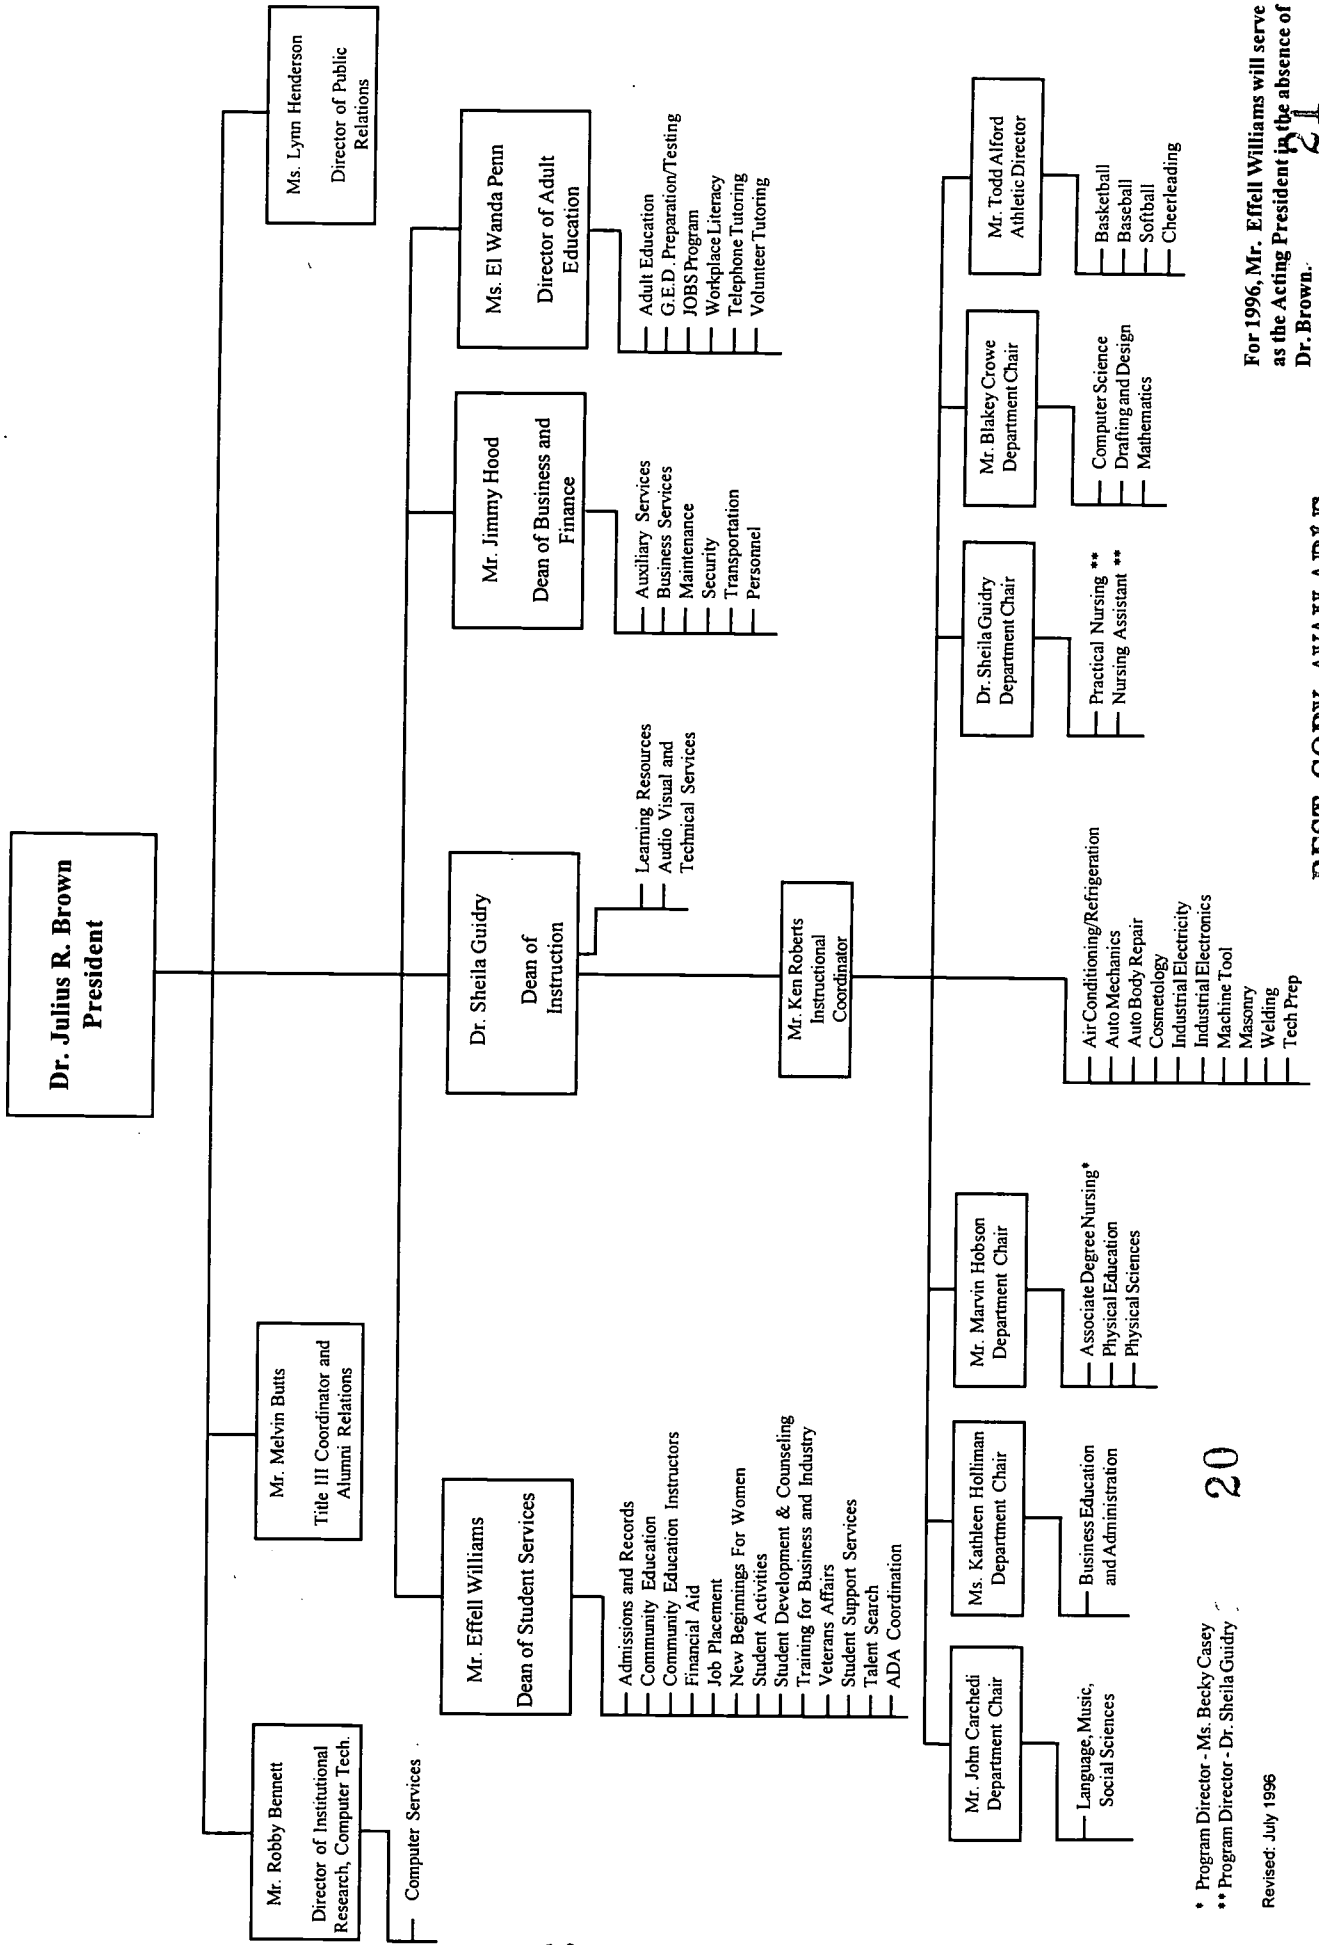 Dr. Julius R. Brown
President
Mr. Robby Bennett
Director of Institutional
Research, Computer Tech.
Computer Services
Mr. Melvin Butts
Title III Coordinator and
Alumni Relations
Ms. Lynn Henderson
Director of Public
Relations
Mr. Effell Williams
Dean of Student Services
Admissions and Records
Community Education
Community Education Instructors
Financial Aid
Job Placement
New Beginnings For Women
Student Activities
Student Development & Counseling
Training for Business and Industry
Veterans Affairs
Student Support Services
Talent Search
ADA Coordination
Dr. Sheila Guidry
Dean of
Instruction
Learning Resources
Audio Visual and
Technical Services
Mr. Jimmy Hood
Dean of Business and
Finance
Auxiliary Services
Business Services
Maintenance
Security
Transportation
Personnel
Ms. El Wanda Penn
Director of Adult
Education
Adult Education
G.E.D. Preparation/Testing
JOBS Program
Workplace Literacy
Telephone Tutoring
Volunteer Tutoring
Mr. Ken Roberts
Instructional
Coordinator
Mr. John Carchedi
Department Chair
Language, Music,
Social Sciences
Ms. Kathleen Holliman
Department Chair
Business Education
and Administration
Mr. Marvin Hobson
Department Chair
Associate Degree Nursing*
Physical Education
Physical Sciences
Air Conditioning/Refrigeration
Auto Mechanics
Auto Body Repair
Cosmetology
Industrial Electricity
Industrial Electronics
Machine Tool
Masonry
Welding
Tech Prep
Dr. Sheila Guidry
Department Chair
Practical Nursing **
Nursing Assistant **
Mr. Blakey Crowe
Department Chair
Computer Science
Drafting and Design
Mathematics
Mr. Todd Alford
Athletic Director
Basketball
Baseball
Softball
Cheerleading
* Program Director - Ms. Becky Casey
** Program Director - Dr. Sheila Guidry
Revised: July 1996
20
For 1996, Mr. Effell Williams will serve
as the Acting President in the absence of
Dr. Brown.
21